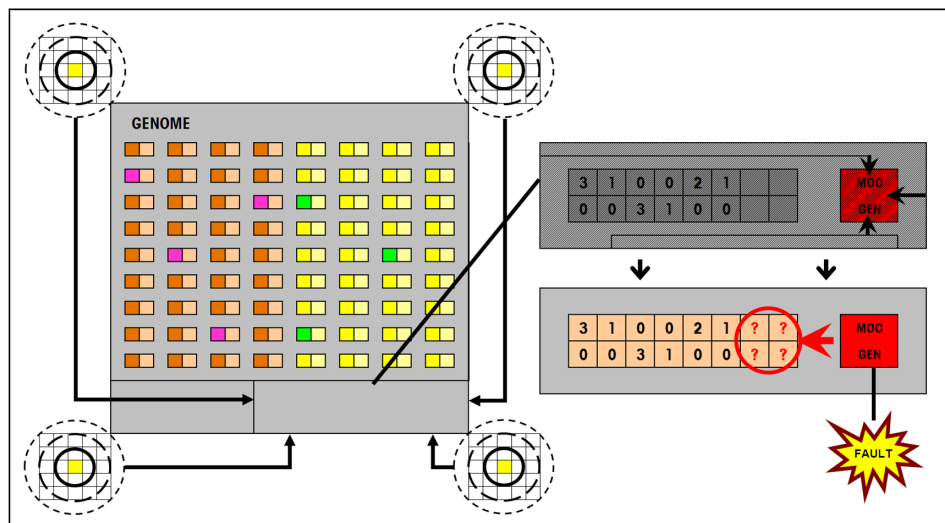 GENOME
3 1 0 0 2 1
0 0 3 1 0 0
MOC
GEN
3 1 0 0 2 1 ? ?
0 0 3 1 0 0 ? ?
MOC
GEN
FAULT